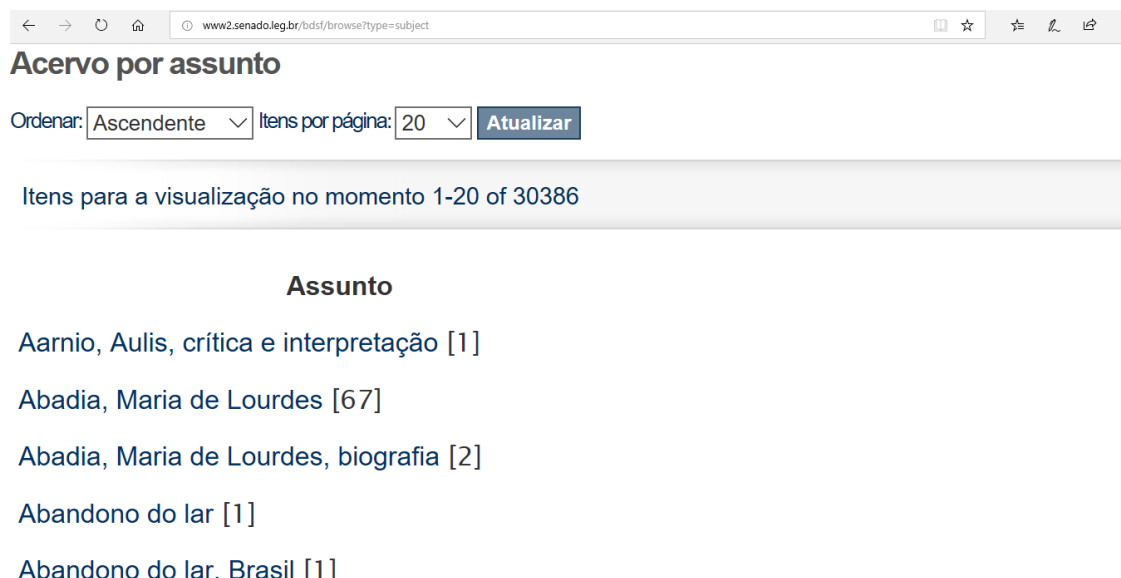 www2.senado.leg.br/bdsf/browse?type=subject
Acervo por assunto
Ordenar: Ascendente Itens por página: 20 Atualizar
Itens para a visualização no momento 1-20 of 30386
Assunto
Aarnio, Aulis, crítica e interpretação [1]
Abadia, Maria de Lourdes [67]
Abadia, Maria de Lourdes, biografia [2]
Abandono do lar [1]
Abandono do lar, Brasil [1]